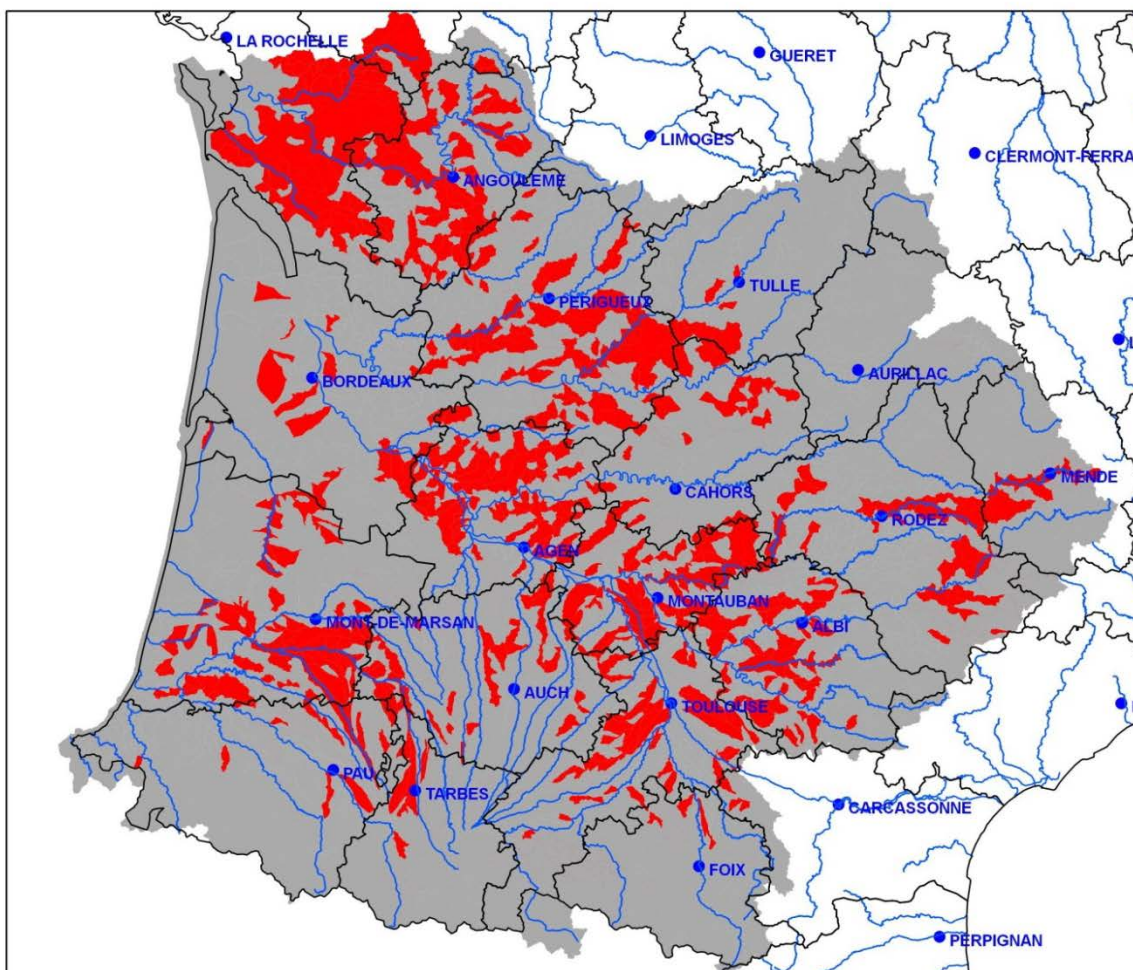 LA ROCHELLE
GUERET
LIMOGES
CLERMONT-FERRA
ANGOULEME
TULLE
PERIGUEUX
L
AURILLAC
BORDEAUX
MENDE
CAHORS
RODEZ
AGEN
MONTAUBAN
MONT-DE-MARSAN
ALBI
AUCH
TOULOUSE
PAU
TARBES
CARCASSONNE
FOIX
PERPIGNAN